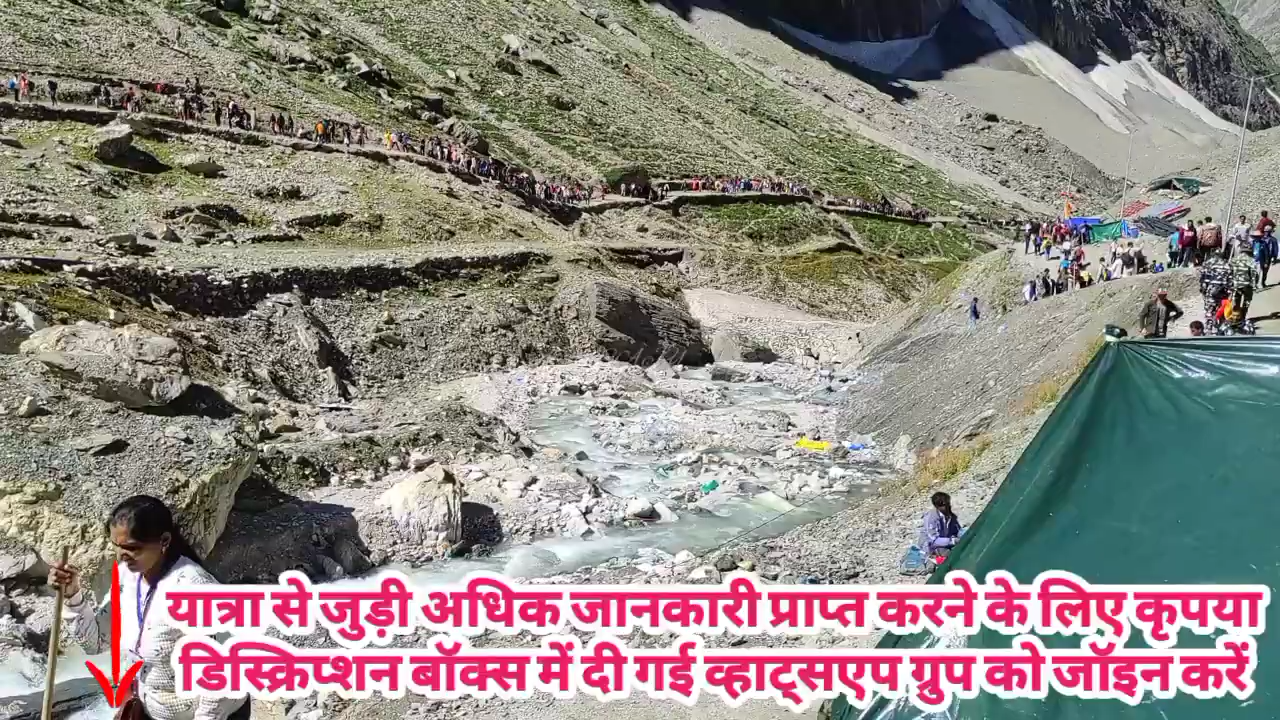 यात्रा से जुड़ी अधिक जानकारी प्राप्त करने के लिए कृपया
डिस्क्रिप्शन बॉक्स में दी गई व्हाट्सएप ग्रुप को जॉइन करें